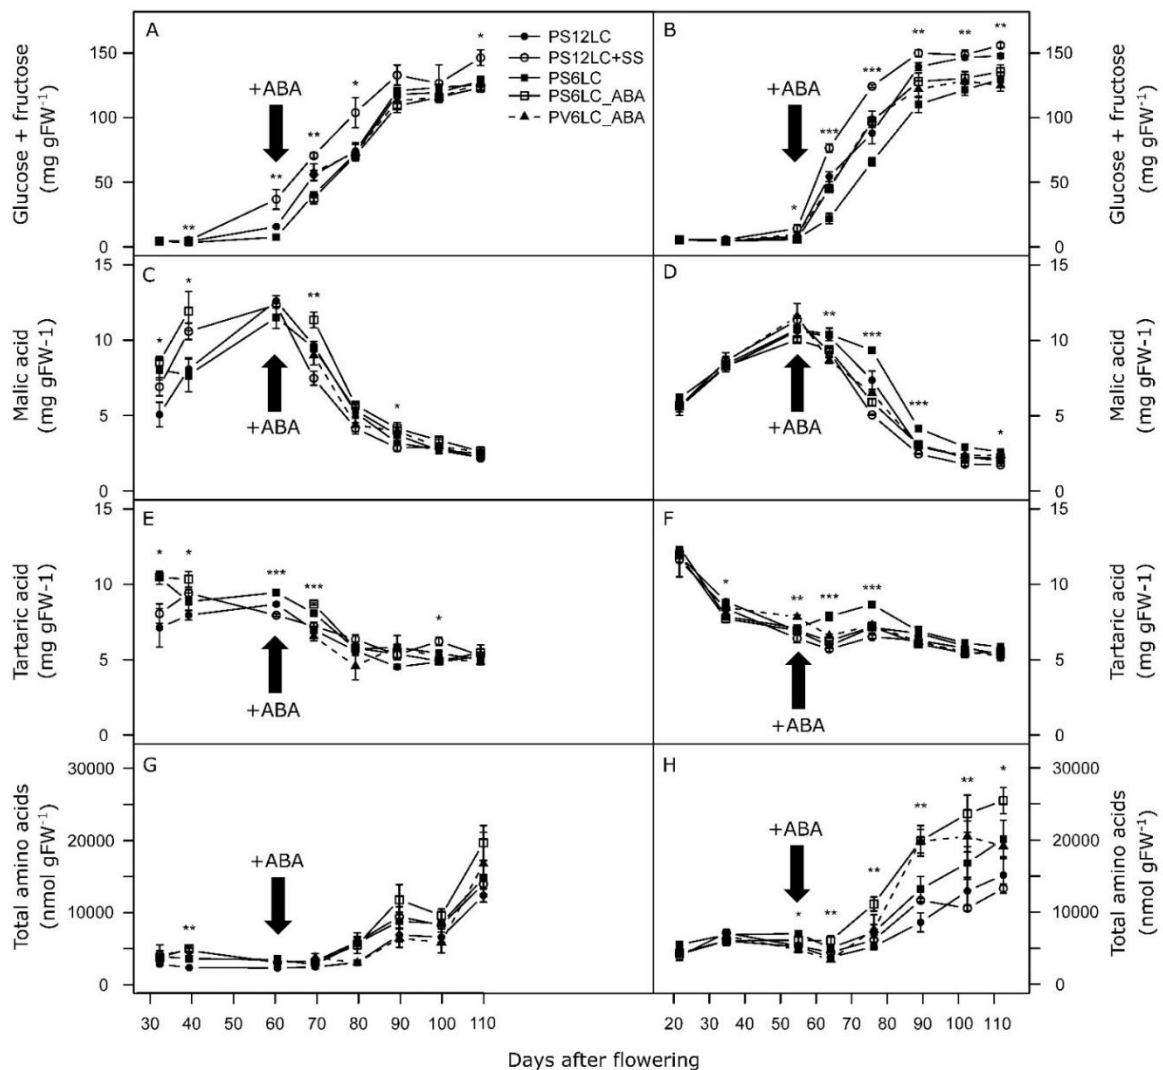 A
B
PS12LC
PS12LC+SS
PS6LC
PS6LC_ABA
PV6LC_ABA
+ABA
+ABA
*
**
**
**
*
*
*
***
***
**
**
**
Glucose + fructose
(mg gFW⁻¹)
150
100
50
0
150
100
50
0
Glucose + fructose
(mg gFW⁻¹)
C
D
*
*
**
*
**
***
***
*
+ABA
+ABA
Malic acid
(mg gFW-1)
15
10
5
0
15
10
5
0
Malic acid
(mg gFW-1)
E
F
*
*
***
***
*
*
**
***
***
+ABA
+ABA
Tartaric acid
(mg gFW-1)
15
10
5
0
15
10
5
0
Tartaric acid
(mg gFW-1)
G
H
+ABA
+ABA
**
*
**
**
**
**
*
Total amino acids
(nmol gFW⁻¹)
30000
20000
10000
0
30000
20000
10000
0
Total amino acids
(nmol gFW⁻¹)
30 40 50 60 70 80 90 100 110
20 30 40 50 60 70 80 90 100 110
Days after flowering